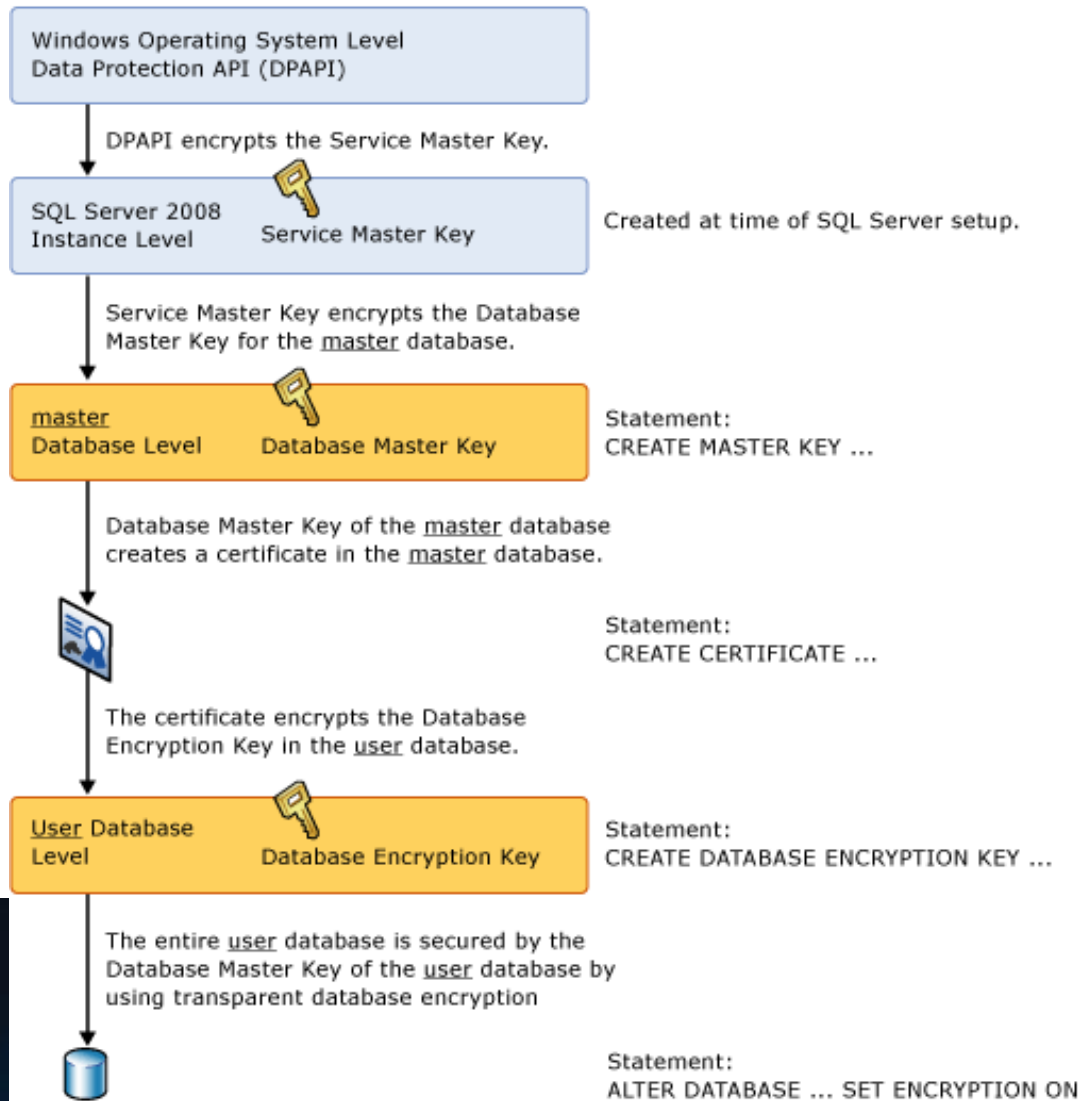 Windows Operating System Level
Data Protection API (DPAPI)
DPAPI encrypts the Service Master Key.
SQL Server 2008
Instance Level
Service Master Key
Created at time of SQL Server setup.
Service Master Key encrypts the Database
Master Key for the master database.
master
Database Level
Database Master Key
Statement:
CREATE MASTER KEY ...
Database Master Key of the master database
creates a certificate in the master database.
Statement:
CREATE CERTIFICATE ...
The certificate encrypts the Database
Encryption Key in the user database.
User Database
Level
Database Encryption Key
Statement:
CREATE DATABASE ENCRYPTION KEY ...
The entire user database is secured by the
Database Master Key of the user database by
using transparent database encryption
Statement:
ALTER DATABASE ... SET ENCRYPTION ON